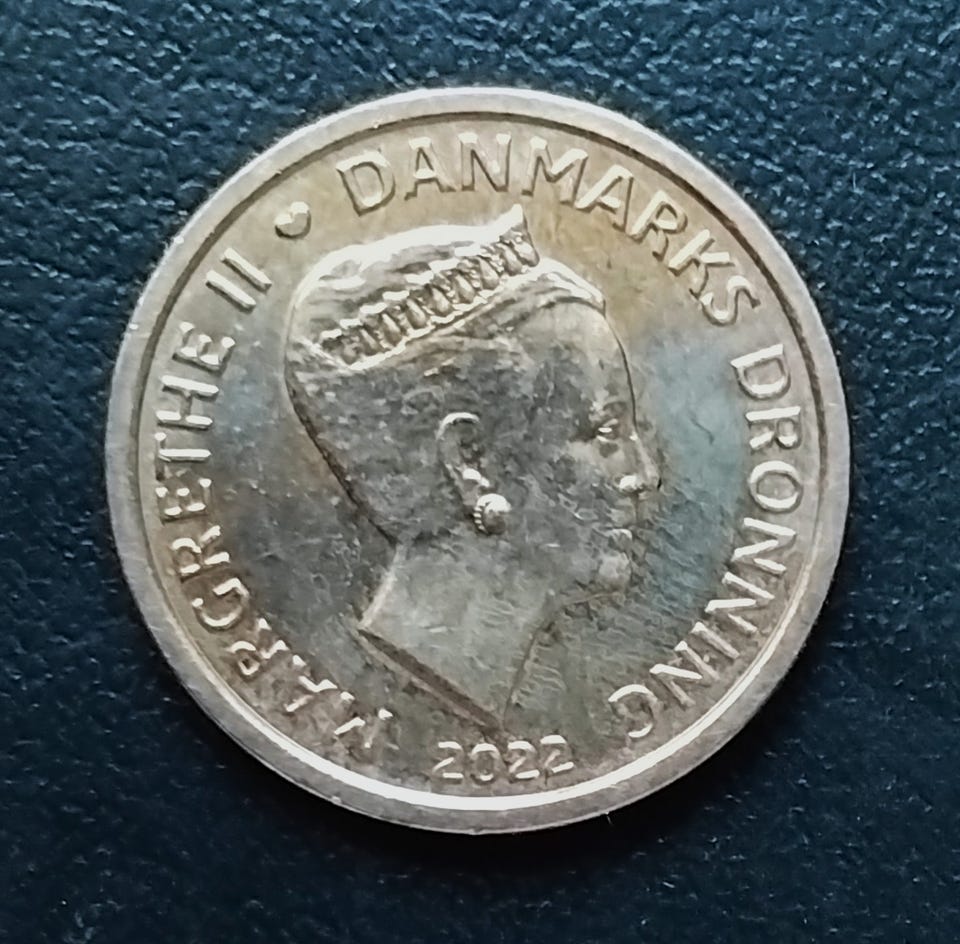 MARGRETHE II DANMARKS DRONNING
2022